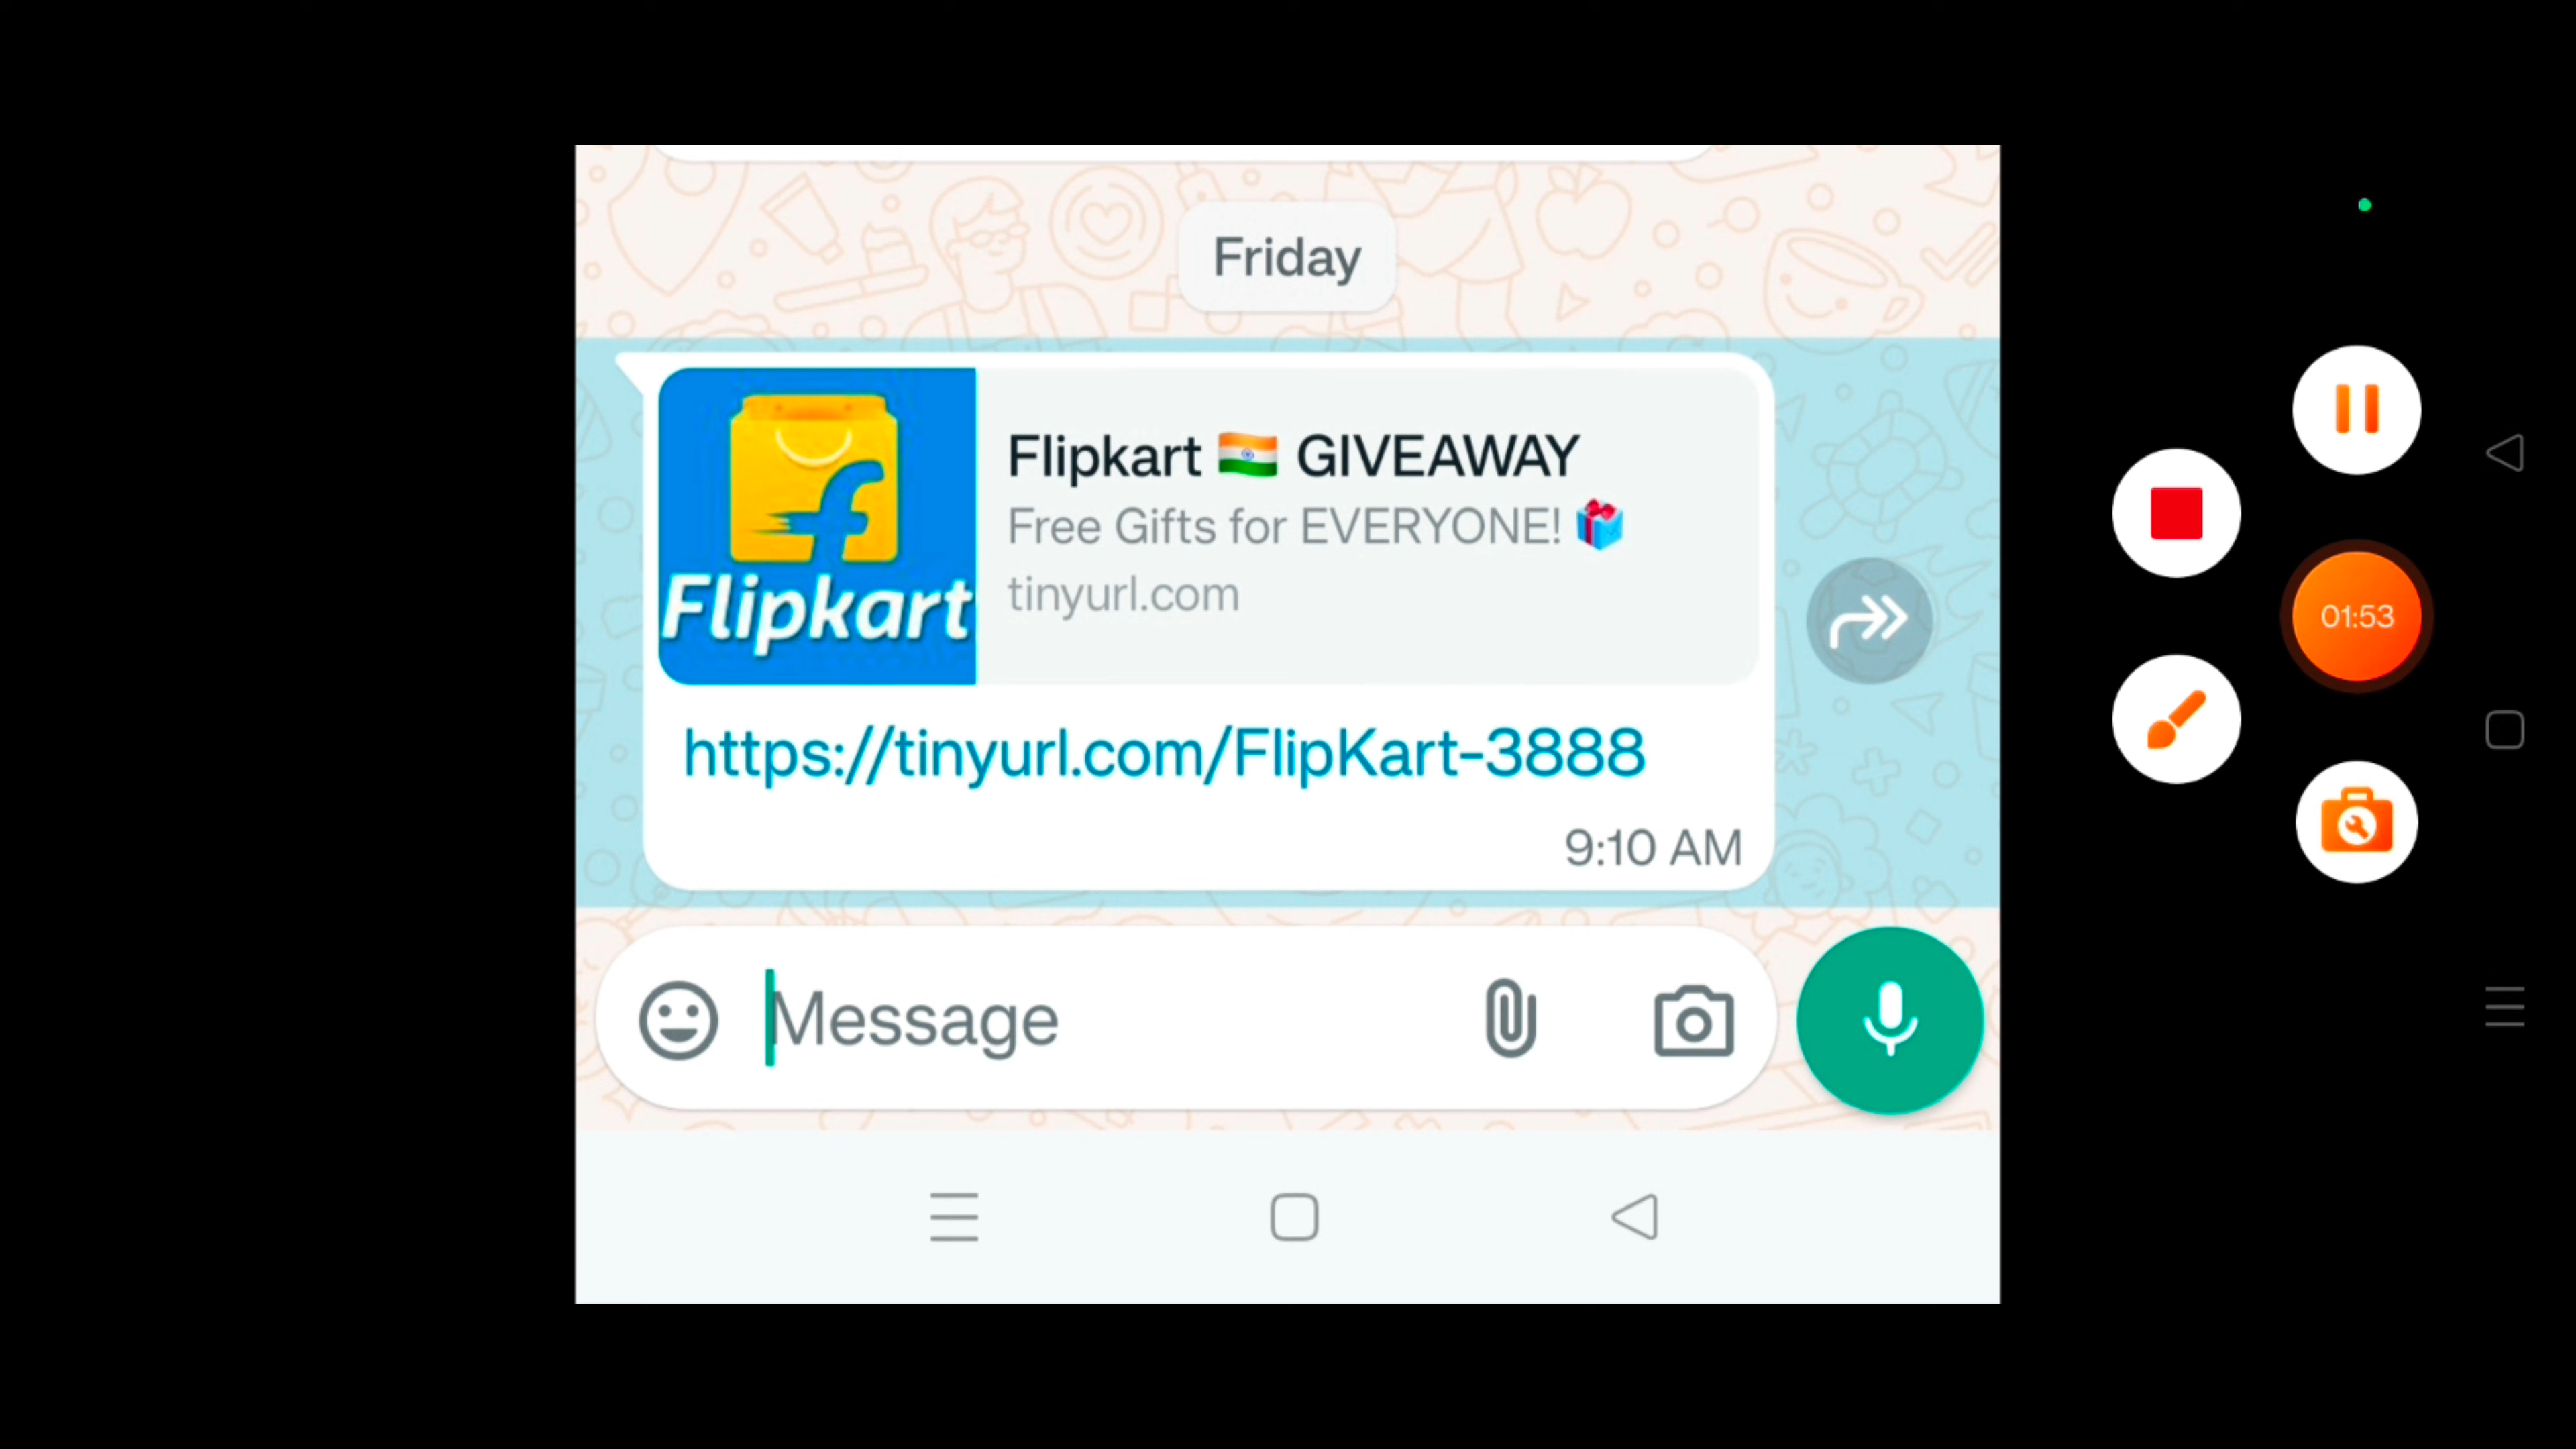 Friday
Flipkart 🇮🇳 GIVEAWAY
Free Gifts for EVERYONE! 🎁
tinyurl.com
Flipkart
https://tinyurl.com/FlipKart-3888
9:10 AM
Message
01:53